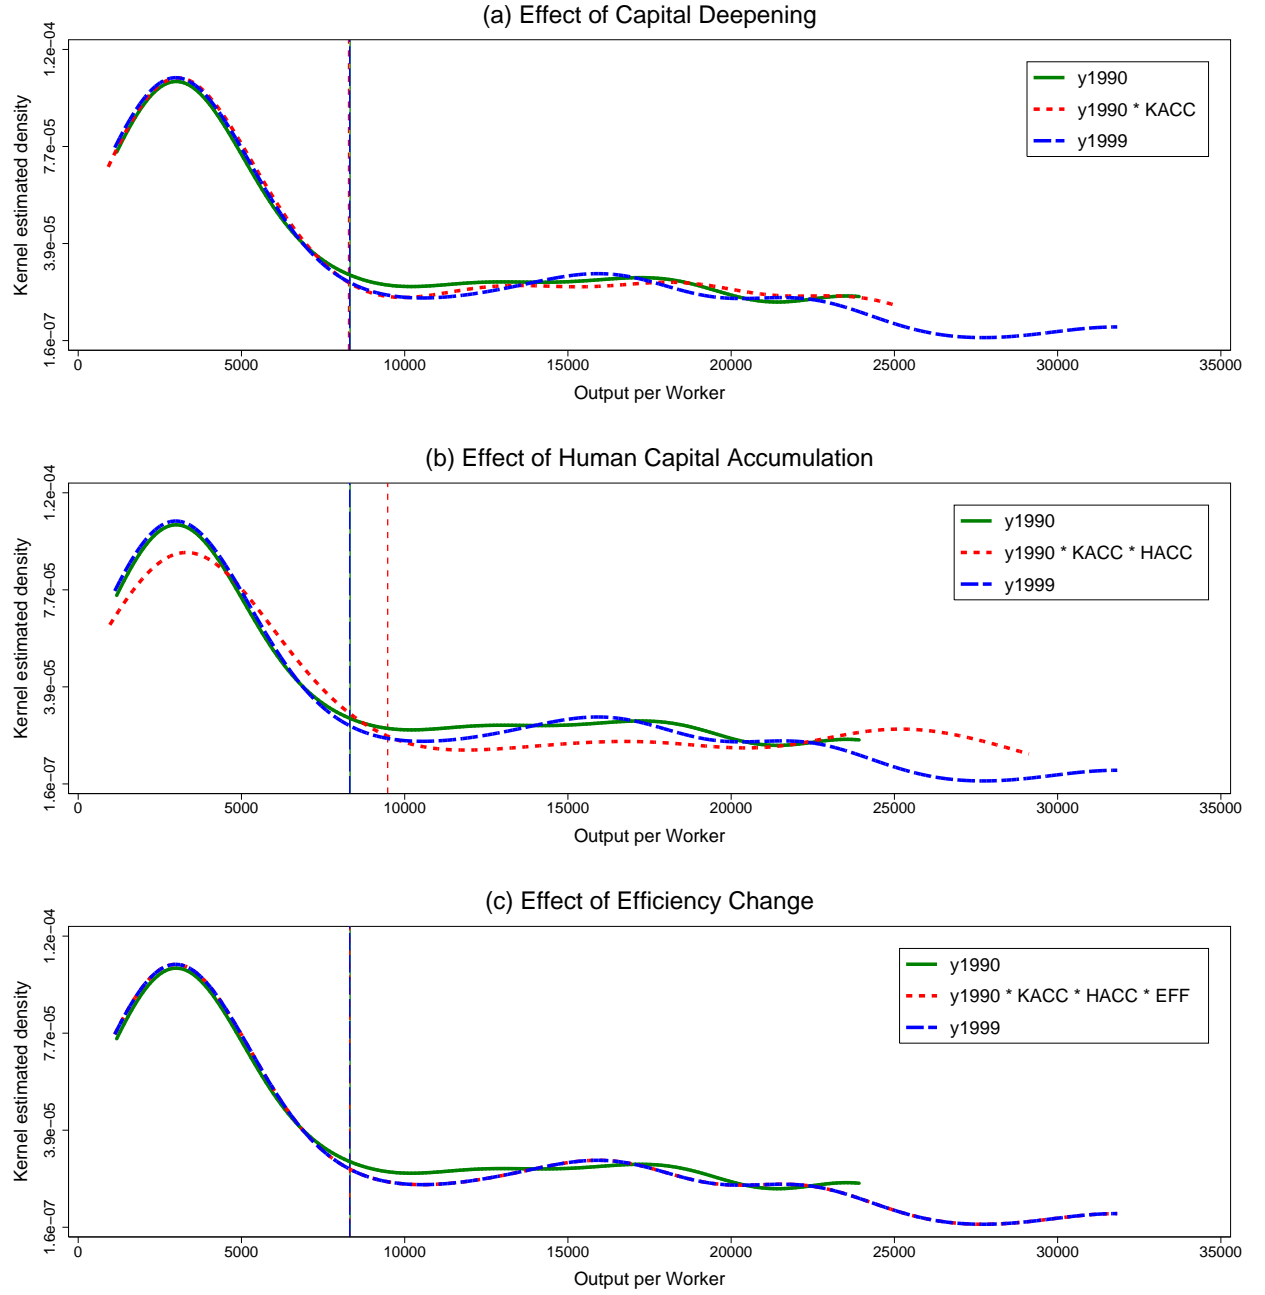 (a) Effect of Capital Deepening
1.2e-04
7.7e-05
3.9e-05
1.6e-07
Kernel estimated density
y1990
y1990 * KACC
y1999
0 5000 10000 15000 20000 25000 30000 35000
Output per Worker
(b) Effect of Human Capital Accumulation
1.2e-04
7.7e-05
3.9e-05
1.6e-07
Kernel estimated density
y1990
y1990 * KACC * HACC
y1999
0 5000 10000 15000 20000 25000 30000 35000
Output per Worker
(c) Effect of Efficiency Change
1.2e-04
7.7e-05
3.9e-05
1.6e-07
Kernel estimated density
y1990
y1990 * KACC * HACC * EFF
y1999
0 5000 10000 15000 20000 25000 30000 35000
Output per Worker